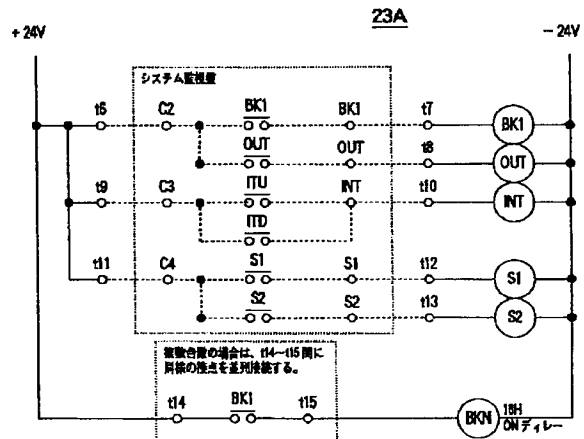 23A
+ 24V
− 24V
システム監視盤
t6 C2 BK1 BK1 t7 BK1
OUT OUT t8 OUT
t9 C3 ITU INT t10 INT
ITD
t11 C4 S1 S1 t12 S1
S2 S2 t13 S2
複数台数の場合は、t14～t15間に
同様の接点を並列接続する。
t14 BK1 t15 BKN 18H
ONディレー